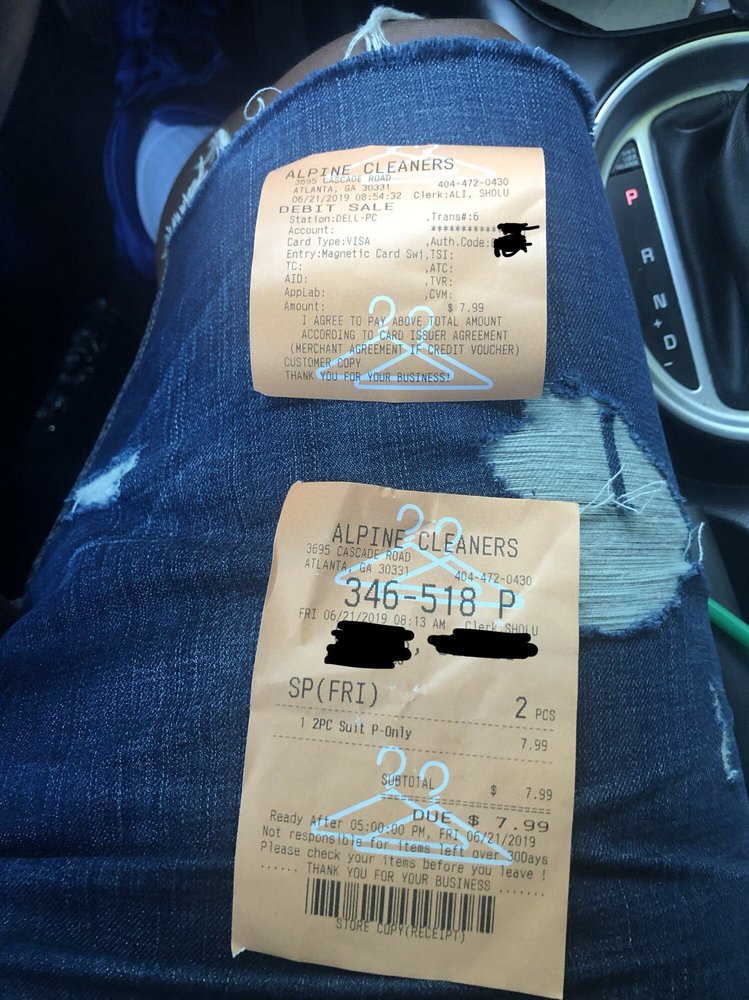 ALPINE CLEANERS
3695 CASCADE ROAD
ATLANTA, GA 30331 404-472-0430
06/21/2019 08:54:32 Clerk:ALI, SHOLU
DEBIT SALE
Station:DELL-PC ,Trans#:6
Account: ************
Card Type:VISA ,Auth.Code:
Entry:Magnetic Card Swi,TSI:
TC: ,ATC:
AID: ,TVR:
AppLab: ,CVM:
Amount: $ 7.99
I AGREE TO PAY ABOVE TOTAL AMOUNT
ACCORDING TO CARD ISSUER AGREEMENT
(MERCHANT AGREEMENT IF CREDIT VOUCHER)
CUSTOMER COPY
THANK YOU FOR YOUR BUSINESS!
P
R
N
+
D
-
ALPINE CLEANERS
3695 CASCADE ROAD
ATLANTA, GA 30331 404-472-0430
346-518 P
FRI 06/21/2019 08:13 AM Clerk:SHOLU
,
SP(FRI) 2 PCS
1 2PC Suit P-Only 7.99
SUBTOTAL $ 7.99
DUE $ 7.99
Ready After 05:00:00 PM, FRI 06/21/2019
Not responsible for items left over 30Days
Please check your items before you leave !
...... THANK YOU FOR YOUR BUSINESS .......
STORE COPY(RECEIPT)